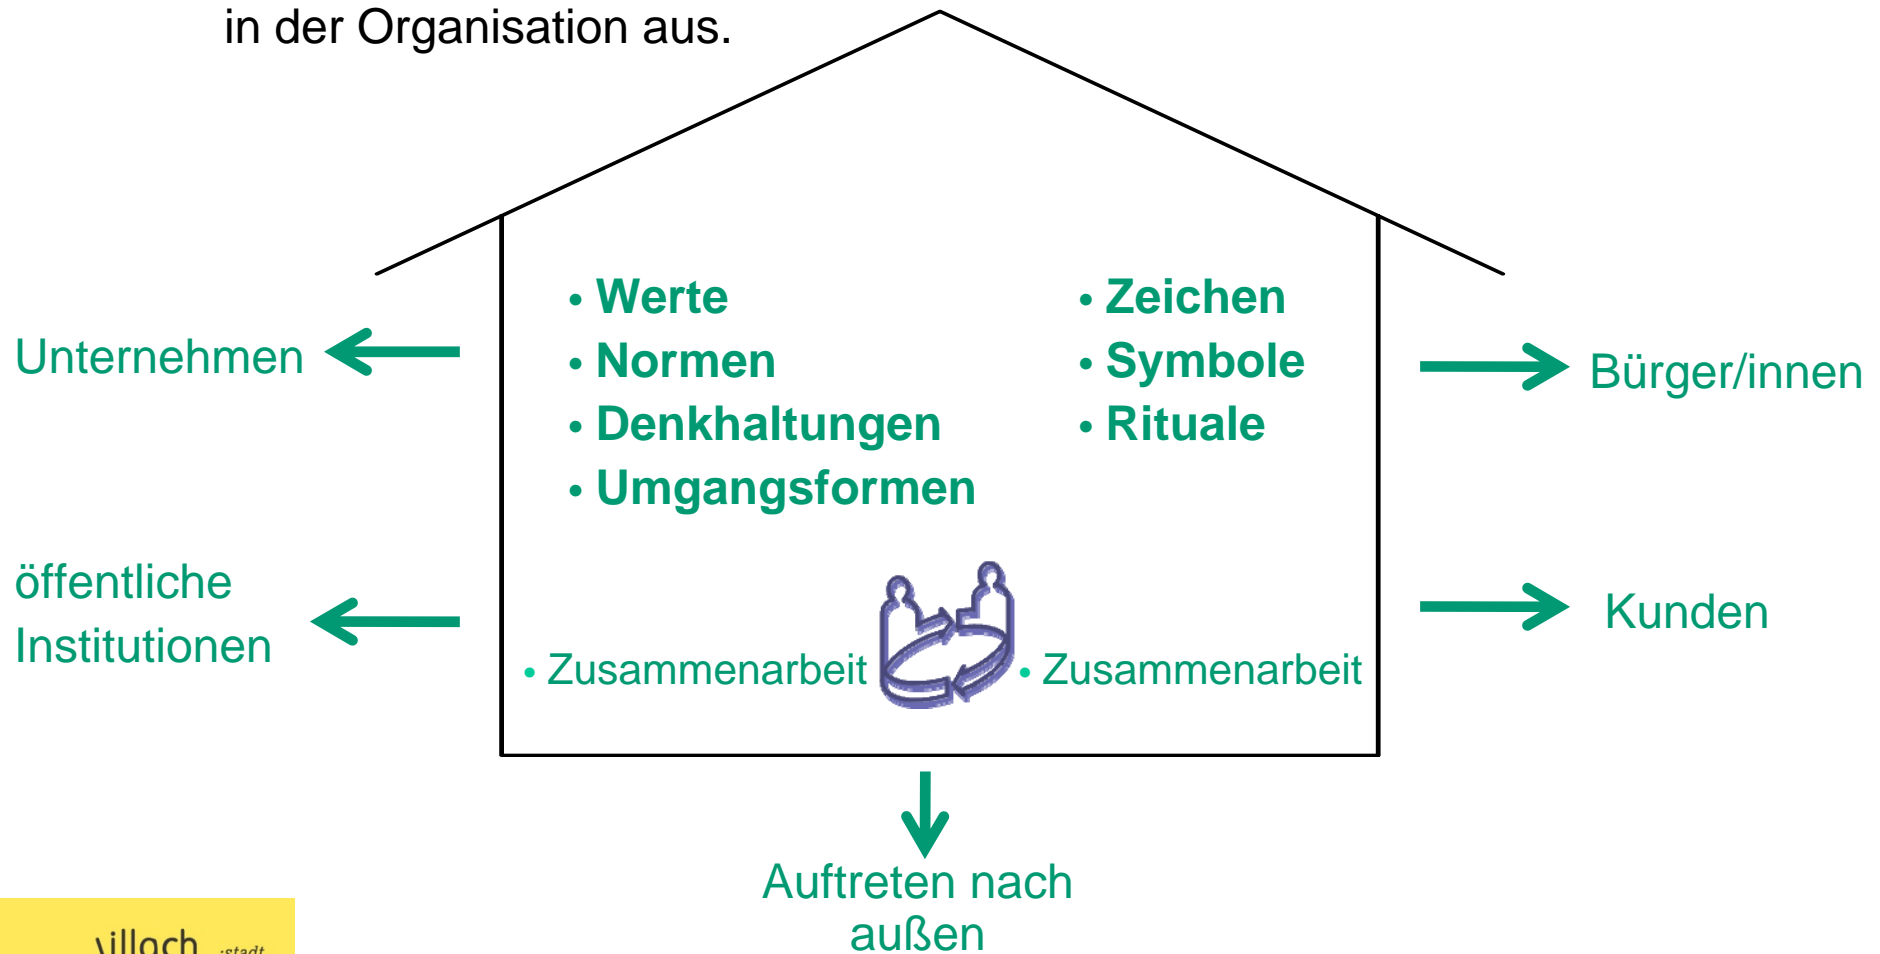 in der Organisation aus.
• Werte
• Normen
• Denkhaltungen
• Umgangsformen
• Zeichen
• Symbole
• Rituale
Unternehmen
öffentliche
Institutionen
Bürger/innen
Kunden
• Zusammenarbeit
• Zusammenarbeit
Auftreten nach
außen
villach :stadt